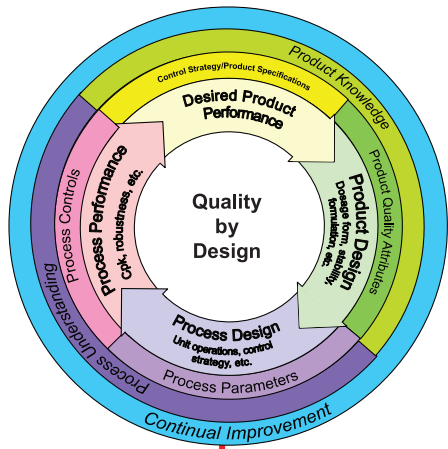 Product Knowledge
Control Strategy/Product Specifications
Desired Product
Performance
Product Quality Attributes
Product Design
Dosage form, stability,
formulation, etc.
Quality
by
Design
Process Design
Unit operations, control
strategy, etc.
Process Parameters
Process Performance
Cpk, robustness, etc.
Process Controls
Process Understanding
Continual Improvement